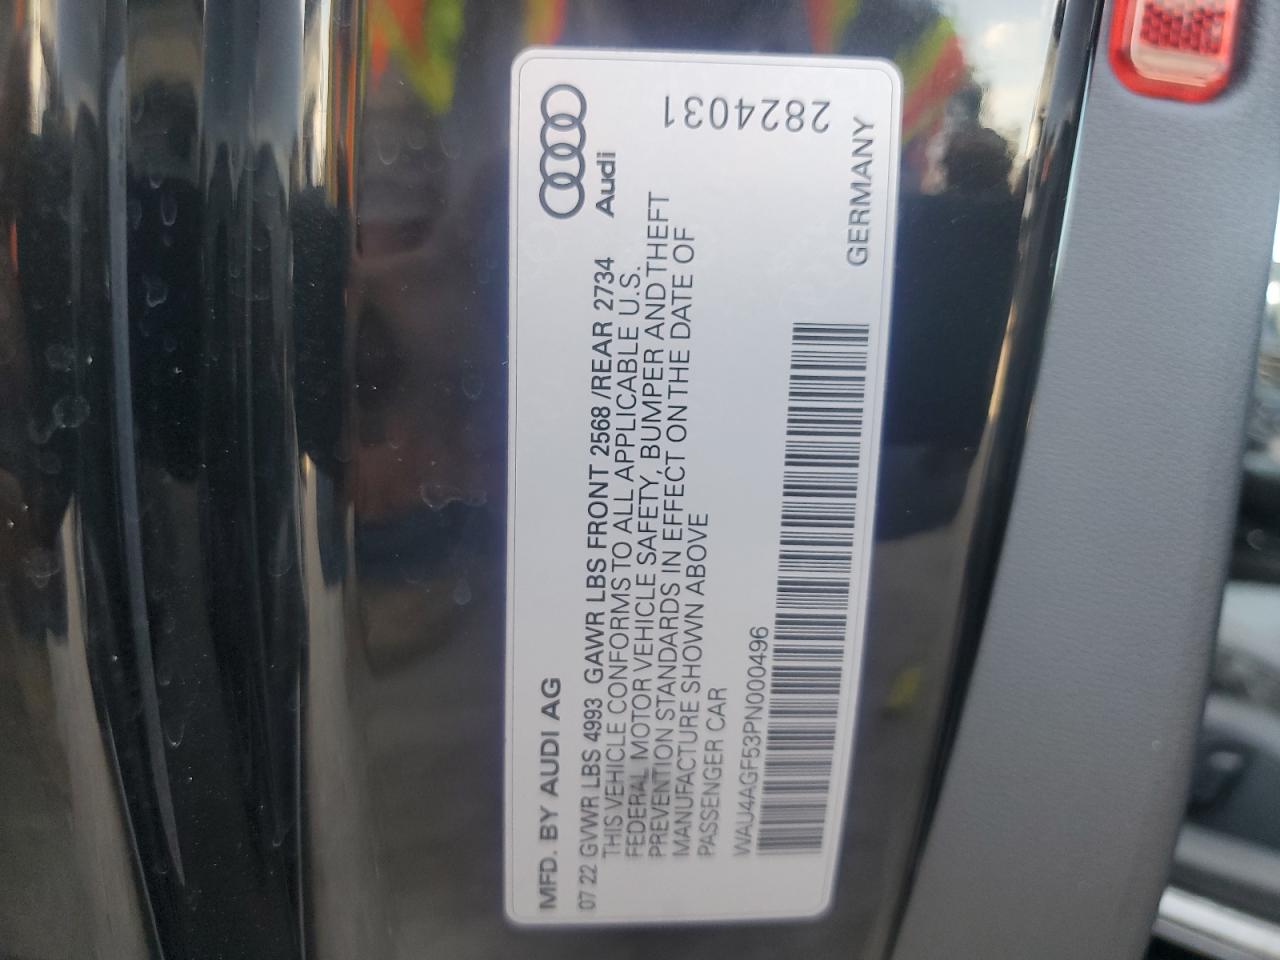 MFD. BY AUDI AG
Audi
07 22 GVWR LBS 4993 GAWR LBS FRONT 2568 /REAR 2734
THIS VEHICLE CONFORMS TO ALL APPLICABLE U.S.
FEDERAL MOTOR VEHICLE SAFETY, BUMPER AND THEFT
PREVENTION STANDARDS IN EFFECT ON THE DATE OF
MANUFACTURE SHOWN ABOVE
PASSENGER CAR
2824031
WAU4AGF53PN000496
GERMANY